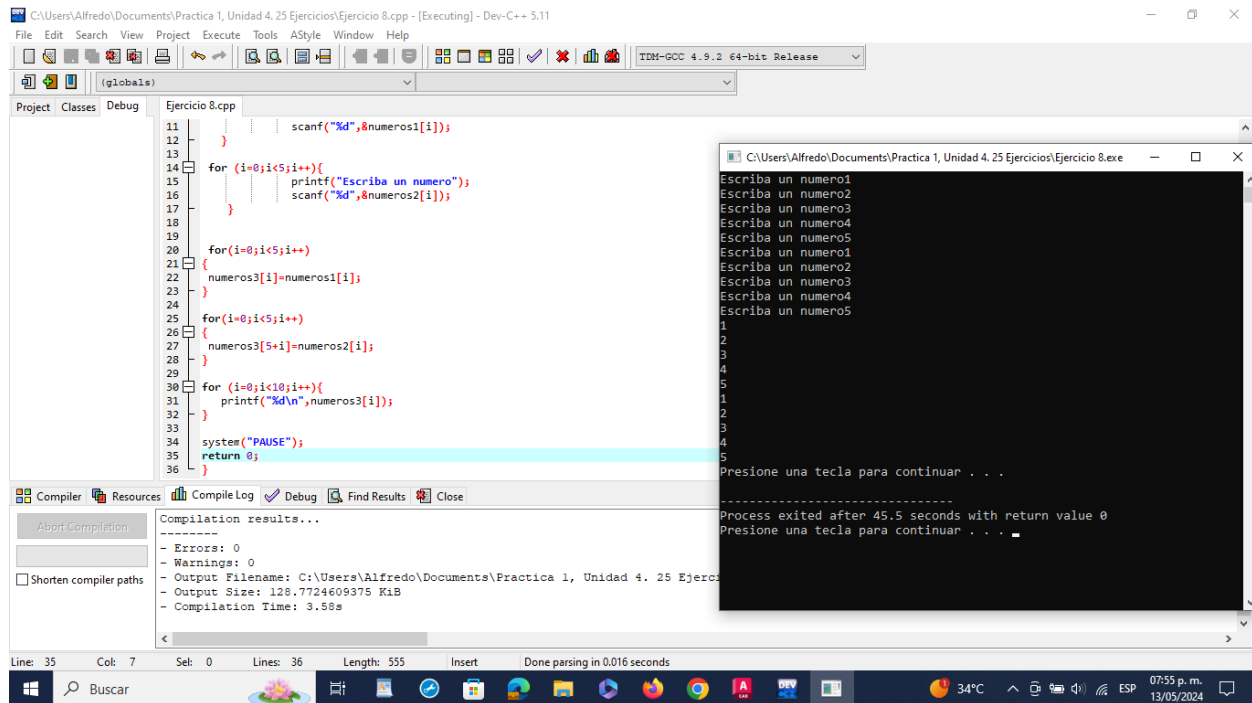 C:\Users\Alfredo\Documents\Practica 1, Unidad 4. 25 Ejercicios\Ejercicio 8.cpp - [Executing] - Dev-C++ 5.11
File Edit Search View Project Execute Tools AStyle Window Help
TDM-GCC 4.9.2 64-bit Release
(globals)
Project Classes Debug
Ejercicio 8.cpp
11 scanf("%d",&numeros1[i]);
12 }
13
14 for (i=0;i<5;i++){
15 printf("Escriba un numero");
16 scanf("%d",&numeros2[i]);
17 }
18
19
20 for(i=0;i<5;i++)
21 {
22 numeros3[i]=numeros1[i];
23 }
24
25 for(i=0;i<5;i++)
26 {
27 numeros3[5+i]=numeros2[i];
28 }
29
30 for (i=0;i<10;i++){
31 printf("%d\n",numeros3[i]);
32 }
33
34 system("PAUSE");
35 return 0;
36 }
C:\Users\Alfredo\Documents\Practica 1, Unidad 4. 25 Ejercicios\Ejercicio 8.exe
Escriba un numero1
Escriba un numero2
Escriba un numero3
Escriba un numero4
Escriba un numero5
Escriba un numero1
Escriba un numero2
Escriba un numero3
Escriba un numero4
Escriba un numero5
1
2
3
4
5
1
2
3
4
5
Presione una tecla para continuar . . .
--------------------------------
Process exited after 45.5 seconds with return value 0
Presione una tecla para continuar . . .
Compiler Resources Compile Log Debug Find Results Close
Abort Compilation
Shorten compiler paths
Compilation results...
--------
- Errors: 0
- Warnings: 0
- Output Filename: C:\Users\Alfredo\Documents\Practica 1, Unidad 4. 25 Ejerci
- Output Size: 128.7724609375 KiB
- Compilation Time: 3.58s
Line: 35 Col: 7 Sel: 0 Lines: 36 Length: 555 Insert Done parsing in 0.016 seconds
Buscar
DEV
1
34°C
ESP
07:55 p. m.
13/05/2024